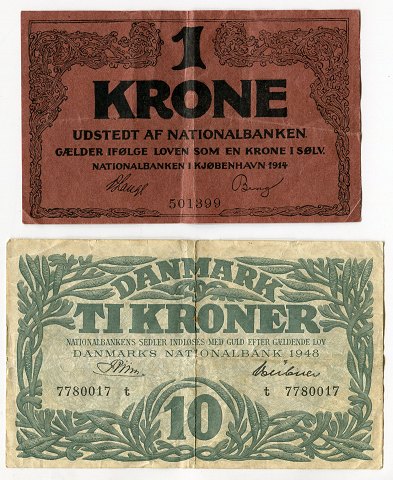 1
KRONE
UDSTEDT AF NATIONALBANKEN
GÆLDER IFØLGE LOVEN SOM EN KRONE I SØLV.
NATIONALBANKEN I KJØBENHAVN 1914
501399
DANMARK
TI KRONER
NATIONALBANKENS SEDLER INDLØSES MED GULD EFTER GÆLDENDE LOV
DANMARKS NATIONALBANK 1948
7780017 t t 7780017
10